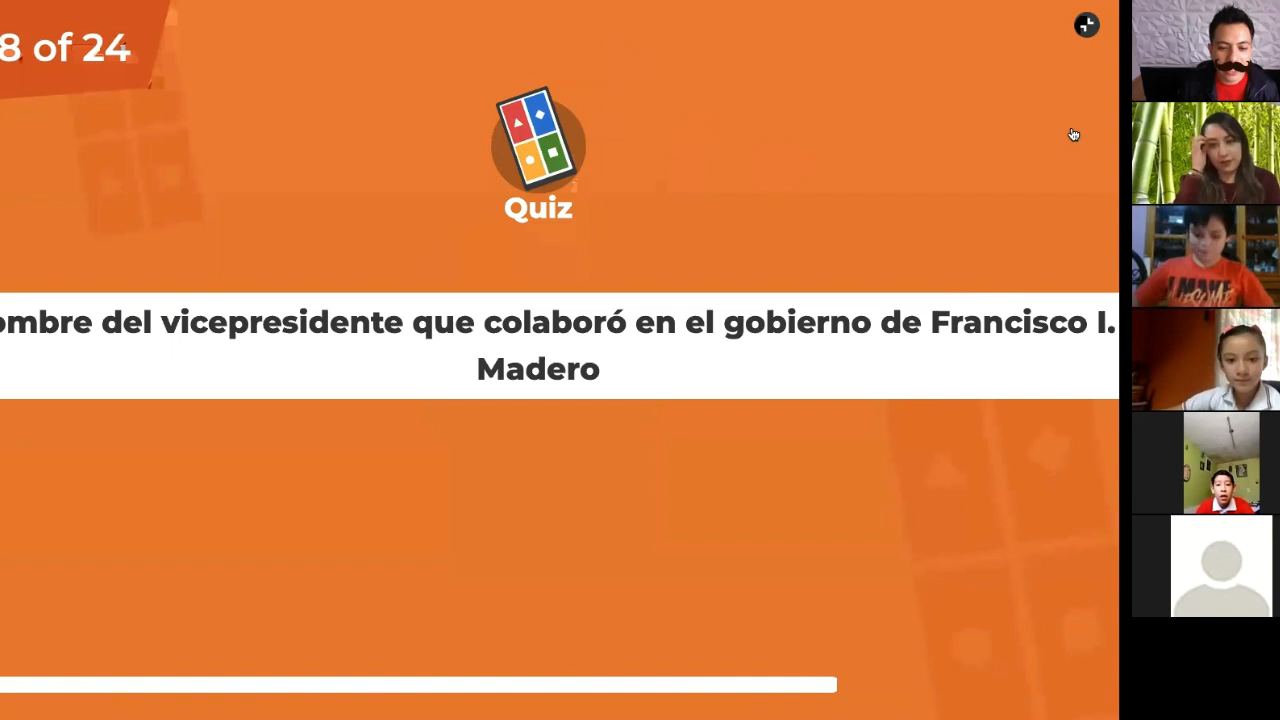 8 of 24
Quiz
ombre del vicepresidente que colaboró en el gobierno de Francisco I.
Madero